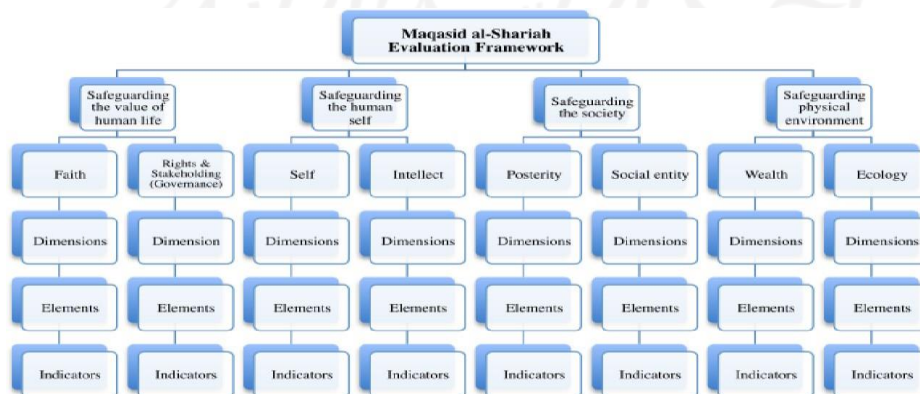 Maqasid al-Shariah
Evaluation Framework
Safeguarding
the value of
human life
Safeguarding
the human
self
Safeguarding
the society
Safeguarding
physical
environment
Faith
Rights &
Stakeholding
(Governance)
Self
Intellect
Posterity
Social entity
Wealth
Ecology
Dimensions
Dimension
Dimensions
Dimensions
Dimensions
Dimensions
Dimensions
Dimensions
Elements
Elements
Elements
Elements
Elements
Elements
Elements
Elements
Indicators
Indicators
Indicators
Indicators
Indicators
Indicators
Indicators
Indicators